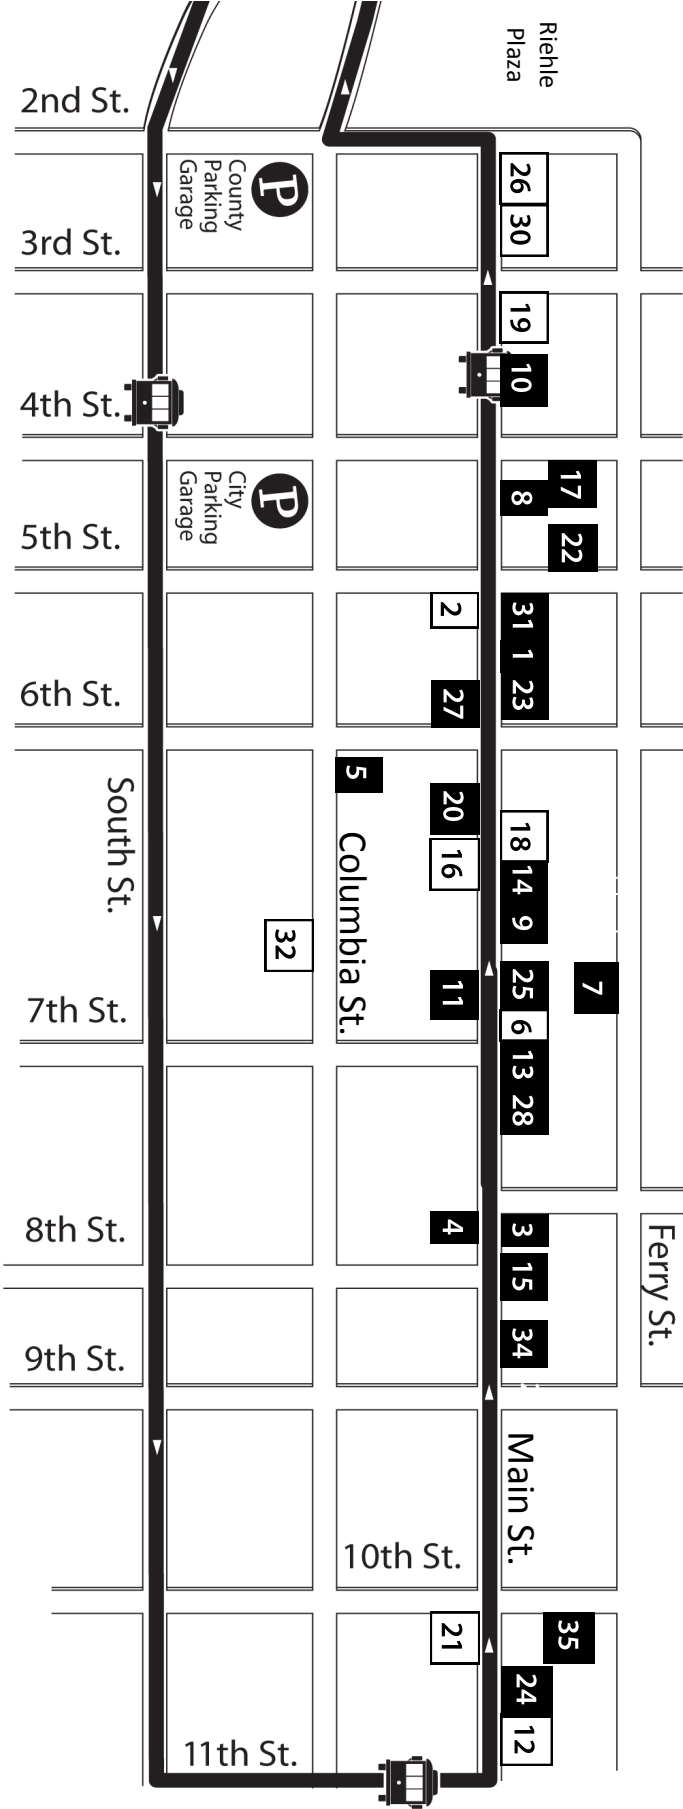 Riehle
Plaza
2nd St.
County
Parking
Garage
P
26
30
3rd St.
19
10
4th St.
City
Parking
Garage
P
17
8
22
5th St.
2
31
1
23
27
6th St.
5
20
16
18
14
9
South St.
Columbia St.
32
7
11
25
6
13
28
7th St.
4
3
15
34
8th St.
Ferry St.
9th St.
Main St.
10th St.
21
35
24
12
11th St.